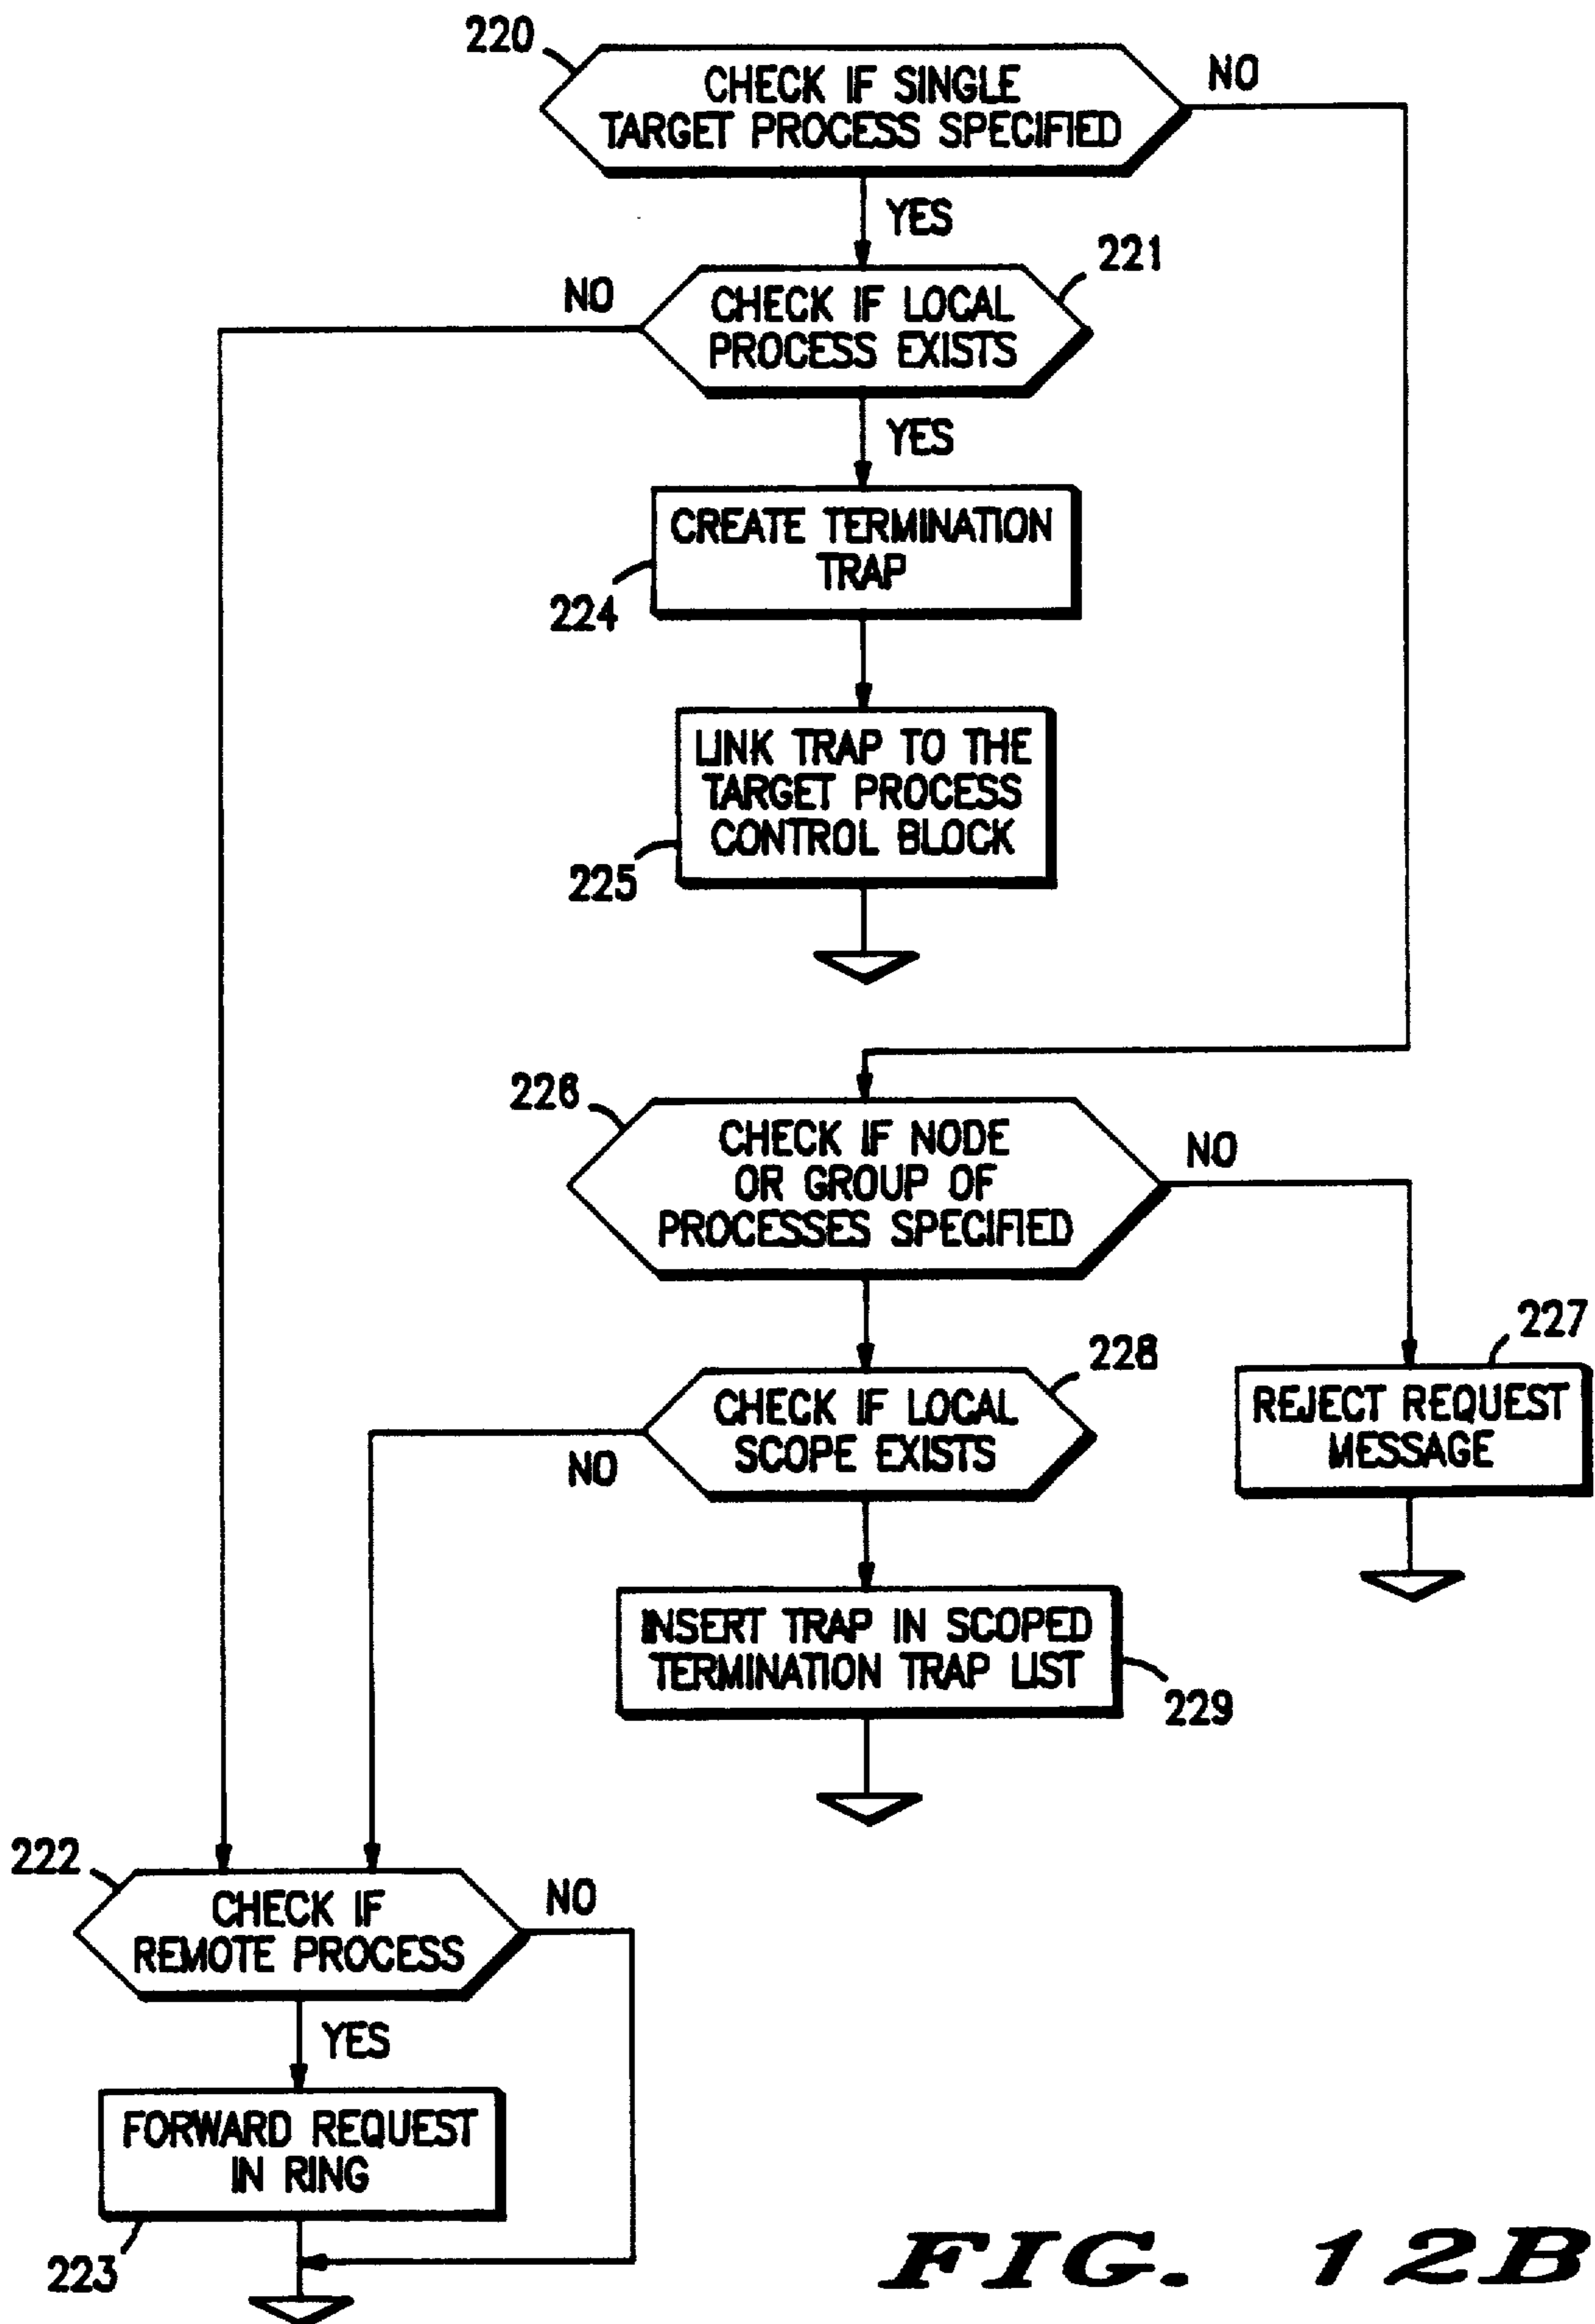 220
CHECK IF SINGLE
TARGET PROCESS SPECIFIED
NO
YES
221
NO
CHECK IF LOCAL
PROCESS EXISTS
YES
CREATE TERMINATION
TRAP
224
LINK TRAP TO THE
TARGET PROCESS
CONTROL BLOCK
225
226
CHECK IF NODE
OR GROUP OF
PROCESSES SPECIFIED
NO
228
227
CHECK IF LOCAL
SCOPE EXISTS
NO
REJECT REQUEST
MESSAGE
INSERT TRAP IN SCOPED
TERMINATION TRAP LIST
229
222
CHECK IF
REMOTE PROCESS
NO
YES
FORWARD REQUEST
IN RING
223
FIG. 12B